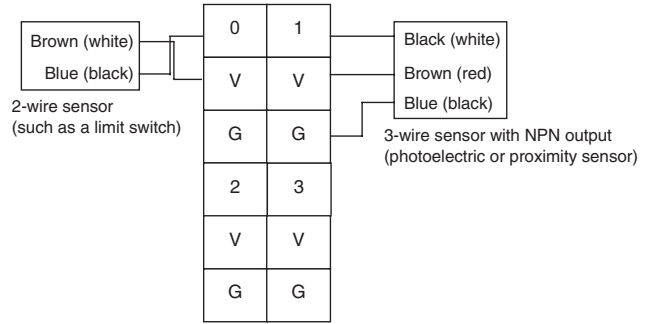 Brown (white)
Blue (black)
2-wire sensor
(such as a limit switch)
0 1
V V
G G
2 3
V V
G G
Black (white)
Brown (red)
Blue (black)
3-wire sensor with NPN output
(photoelectric or proximity sensor)